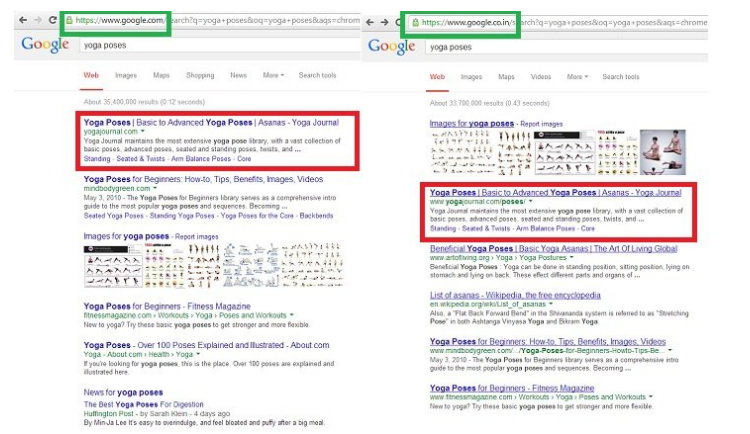 https://www.google.com/search?q=yoga+poses&oq=yoga+poses&aqs=chrome
Google
yoga poses
Web Images Maps Shopping News More Search tools
About 35,400,000 results (0.12 seconds)
Yoga Poses | Basic to Advanced Yoga Poses | Asanas - Yoga Journal
yogajournal.com
Yoga Journal maintains the most extensive yoga pose library, with a vast collection of
basic poses, advanced poses, seated and standing poses, twists, and ...
Standing - Seated & Twists - Arm Balance Poses - Core
Yoga Poses for Beginners: How-to, Tips, Benefits, Images, Videos
mindbodygreen.com
May 3, 2010 - The Yoga Poses for Beginners library serves as a comprehensive intro
guide to the most popular yoga poses and sequences. Becoming ...
Seated Yoga Poses - Standing Yoga Poses - Yoga Poses for the Core - Backbends
Images for yoga poses - Report images
Yoga Poses for Beginners - Fitness Magazine
fitnessmagazine.com › Workouts › Yoga › Poses and Workouts
New to yoga? Try these basic yoga poses to get stronger and more flexible.
Yoga Poses - Over 100 Poses Explained and Illustrated - About.com
Yoga - About.com › Health › Yoga
If you're looking for yoga poses, this is the place. Over 100 poses are explained and
illustrated here.
News for yoga poses
The Best Yoga Poses For Digestion
Huffington Post - by Sarah Klein - 4 days ago
By Min-Ja Lee It's easy to overindulge, and feel bloated and puffy after a big meal.
https://www.google.co.in/search?q=yoga+poses&oq=yoga+poses&aqs=chrome
Google
yoga poses
Web Images Maps Videos More Search tools
About 33,700,000 results (0.43 seconds)
Images for yoga poses - Report images
Yoga Poses | Basic to Advanced Yoga Poses | Asanas - Yoga Journal
www.yogajournal.com/poses/
Yoga Journal maintains the most extensive yoga pose library, with a vast collection of
basic poses, advanced poses, seated and standing poses, twists, and ...
Standing - Seated & Twists - Arm Balance Poses - Core
Beneficial Yoga Poses | Basic Yoga Asanas | The Art Of Living Global
www.artofliving.org › Yoga › Yoga Postures
Beneficial Yoga Poses : Yoga can be done in standing position, sitting position, lying on
stomach and lying on back. These effect different parts and organs of ...
List of asanas - Wikipedia, the free encyclopedia
en.wikipedia.org/wiki/List_of_asanas
Also, a "Flat Back Forward Bend" in the Shivananda system is referred to as "Stretching
Pose" in both Ashtanga Vinyasa Yoga and Bikram Yoga.
Yoga Poses for Beginners: How-to, Tips, Benefits, Images, Videos
www.mindbodygreen.com/.../Yoga-Poses-for-Beginners-Howto-Tips-Be...
May 3, 2010 - The Yoga Poses for Beginners library serves as a comprehensive intro
guide to the most popular yoga poses and sequences. Becoming ...
Yoga Poses for Beginners - Fitness Magazine
www.fitnessmagazine.com › Workouts › Yoga › Poses and Workouts
New to yoga? Try these basic yoga poses to get stronger and more flexible.